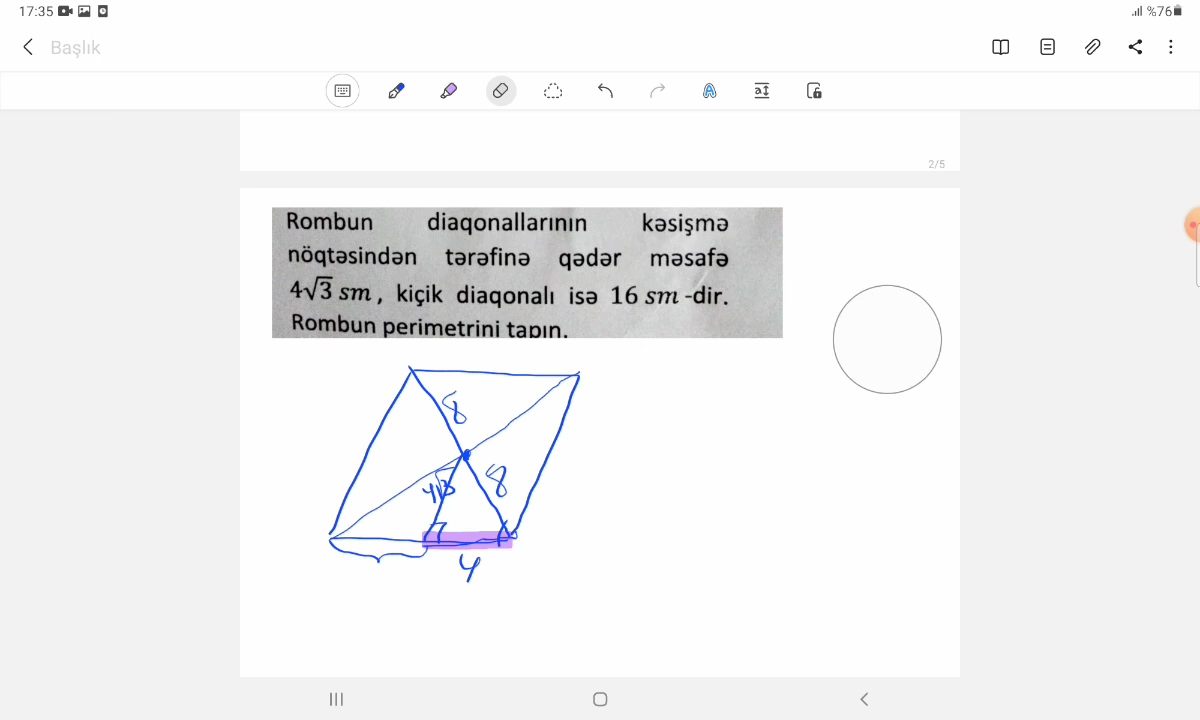 17:35
%76
Başlık
2/5
Rombun diaqonallarının kəsişmə
nöqtəsindən tərəfinə qədər məsafə
4√3 sm, kiçik diaqonalı isə 16 sm -dir.
Rombun perimetrini tapın.
8
4√3 8
4